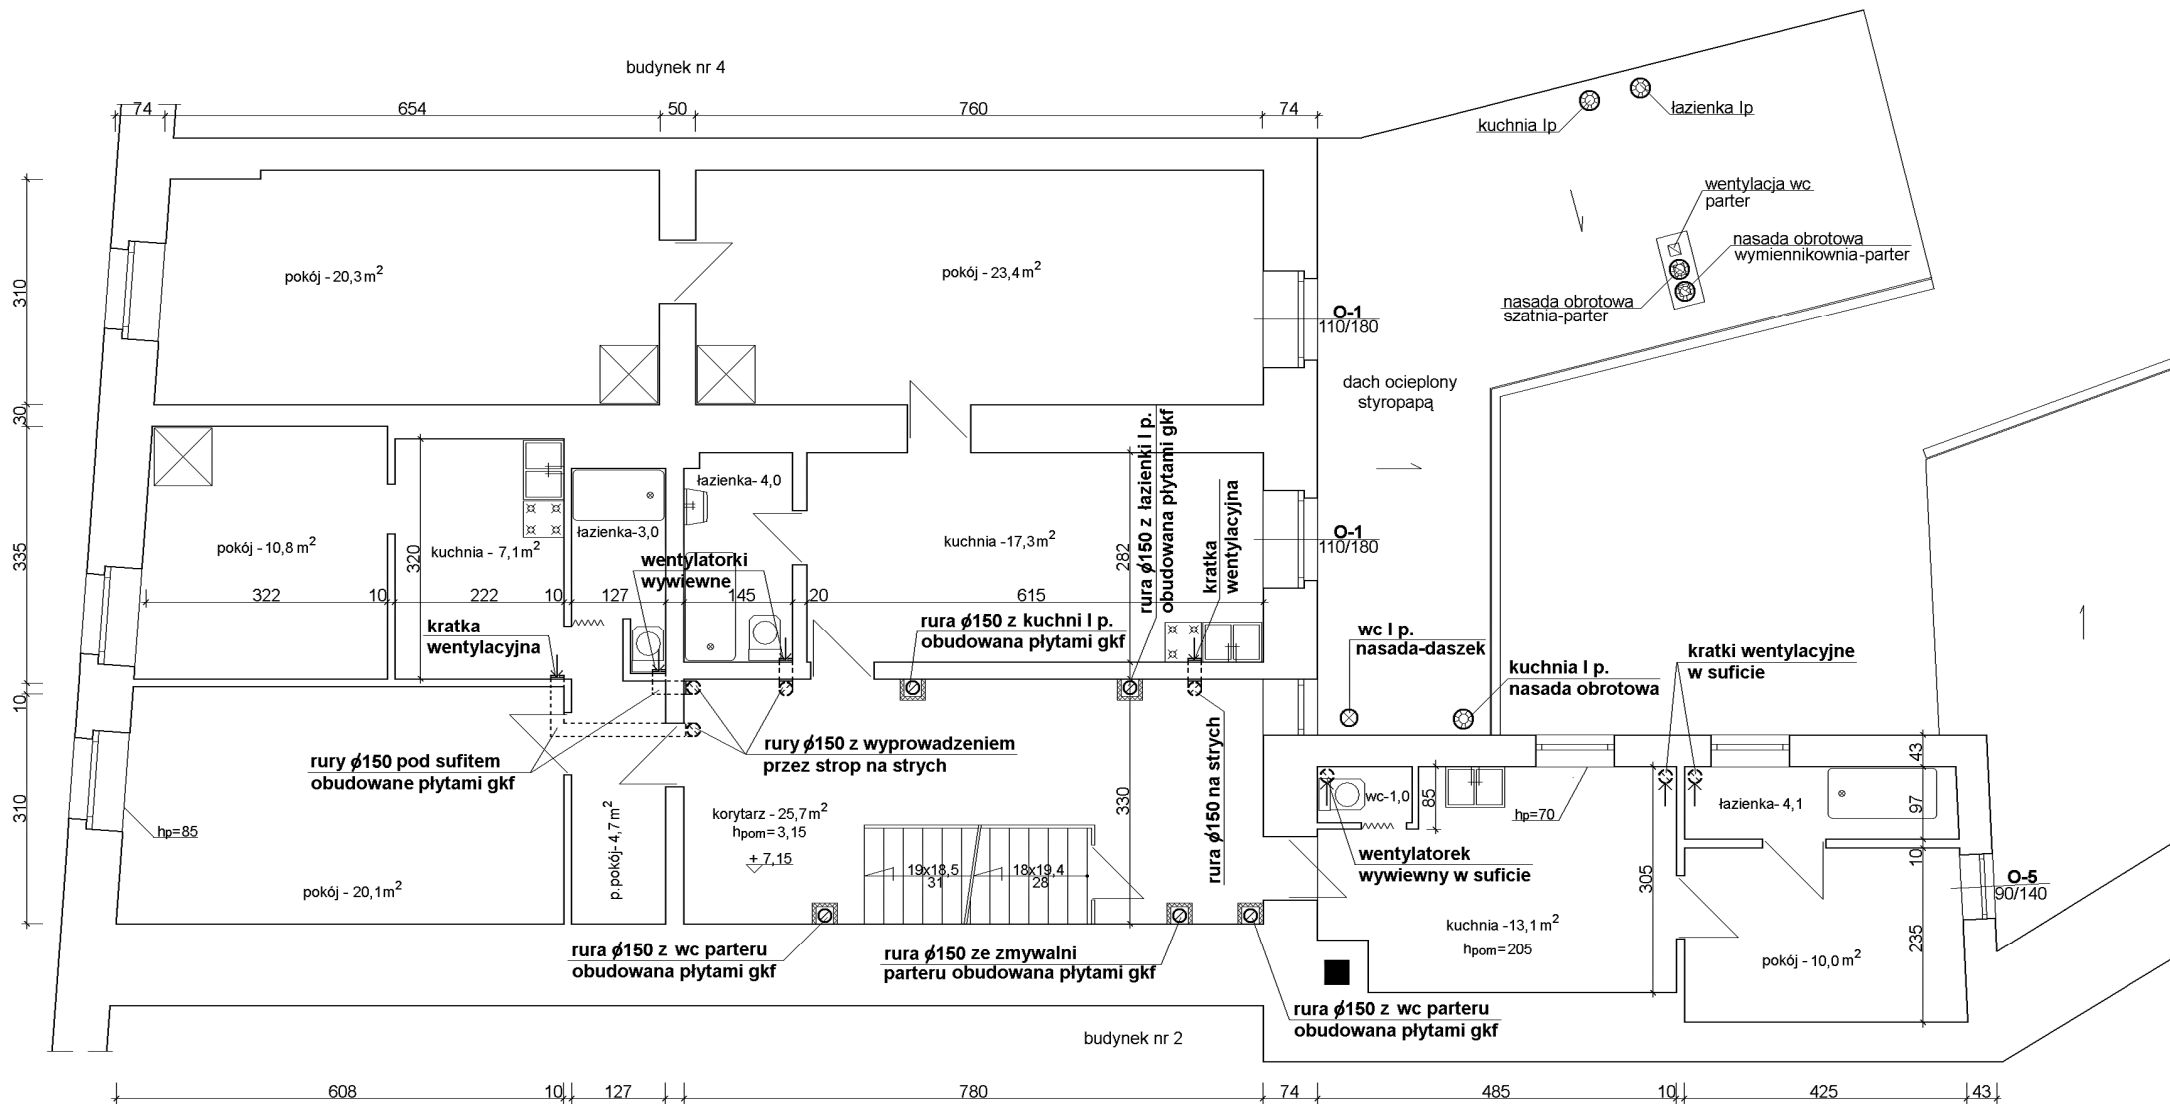 budynek nr 4
74
654
50
760
74
kuchnia Ip
łazienka Ip
wentylacja wc
parter
nasada obrotowa
wymiennikownia-parter
nasada obrotowa
szatnia-parter
310
30
335
10
310
pokój - 20,3 m²
pokój - 23,4 m²
O-1
110/180
dach ocieplony
styropapą
rura ϕ150 z łazienki I p.
obudowana płytami gkf
kratka
wentylacyjna
łazienka- 4,0
łazienka-3,0
pokój - 10,8 m²
kuchnia - 7,1 m²
320
kuchnia -17,3 m²
282
O-1
110/180
wentylatorki
wywiewne
322
10
222
10
127
145
20
615
kratka
wentylacyjna
rura ϕ150 z kuchni I p.
obudowana płytami gkf
wc I p.
nasada-daszek
kuchnia I p.
nasada obrotowa
kratki wentylacyjne
w suficie
rury ϕ150 pod sufitem
obudowane płytami gkf
rury ϕ150 z wyprowadzeniem
przez strop na strych
rura ϕ150 na strych
330
43
97
10
235
hp=85
p.pokój- 4,7 m²
korytarz - 25,7 m²
hpom= 3,15
+ 7,15
wc-1,0
85
hp=70
łazienka- 4,1
19x18,5
31
18x19,4
28
wentylatorek
wywiewny w suficie
305
O-5
90/140
pokój - 20,1 m²
kuchnia -13,1 m²
hpom= 205
pokój - 10,0 m²
rura ϕ150 z wc parteru
obudowana płytami gkf
rura ϕ150 ze zmywalni
parteru obudowana płytami gkf
rura ϕ150 z wc parteru
obudowana płytami gkf
budynek nr 2
608
10
127
780
74
485
10
425
43